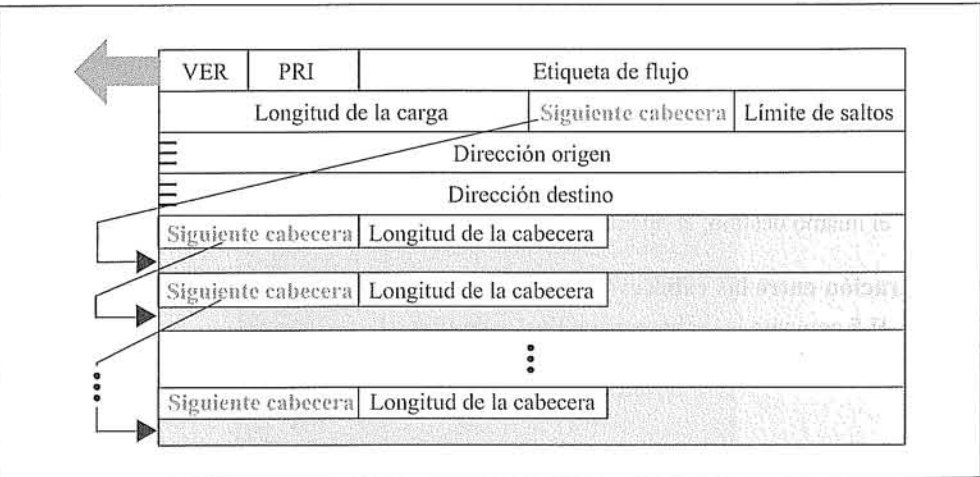 VER PRI Etiqueta de flujo
Longitud de la carga Siguiente cabecera Límite de saltos
Dirección origen
Dirección destino
Siguiente cabecera Longitud de la cabecera
Siguiente cabecera Longitud de la cabecera
Siguiente cabecera Longitud de la cabecera